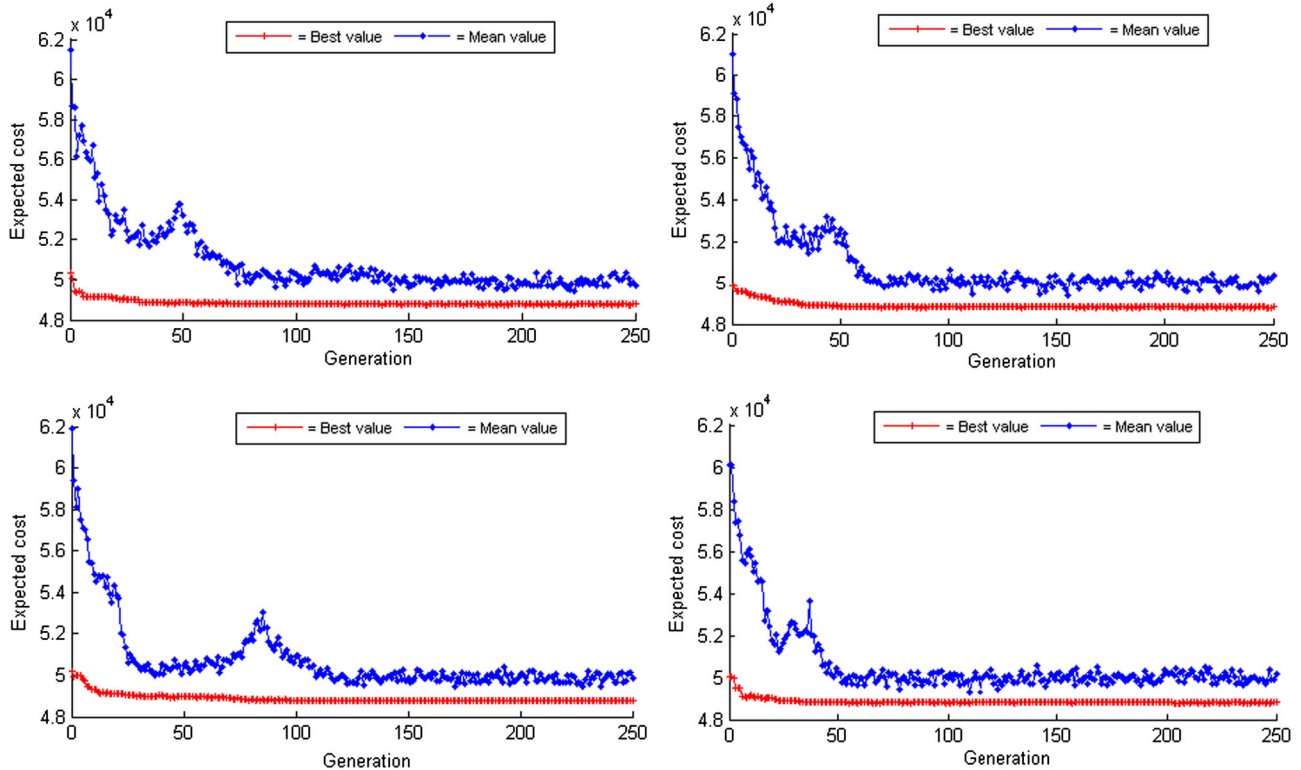 x 10^4
= Best value = Mean value
6.2
6
5.8
5.6
5.4
5.2
5
4.8
Expected cost
0 50 100 150 200 250
Generation
x 10^4
= Best value = Mean value
6.2
6
5.8
5.6
5.4
5.2
5
4.8
Expected cost
0 50 100 150 200 250
Generation
x 10^4
= Best value = Mean value
6.2
6
5.8
5.6
5.4
5.2
5
4.8
Expected cost
0 50 100 150 200 250
Generation
x 10^4
= Best value = Mean value
6.2
6
5.8
5.6
5.4
5.2
5
4.8
Expected cost
0 50 100 150 200 250
Generation